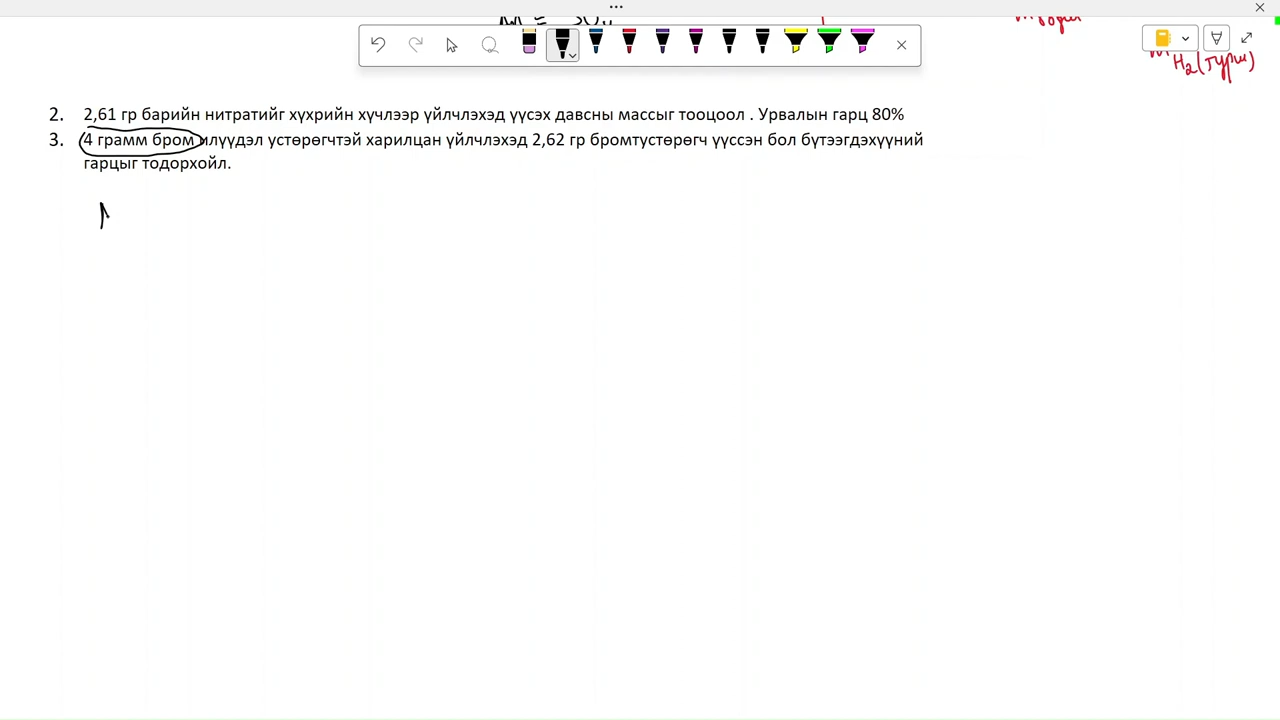 H₂(турш)
2. 2,61 гр барийн нитратийг хүхрийн хүчлээр үйлчлэхэд үүсэх давсны массыг тооцоол . Урвалын гарц 80%
3. 4 грамм бром илүүдэл устөрөгчтэй харилцан үйлчлэхэд 2,62 гр бромтустөрөгч үүссэн бол бүтээгдэхүүний
гарцыг тодорхойл.